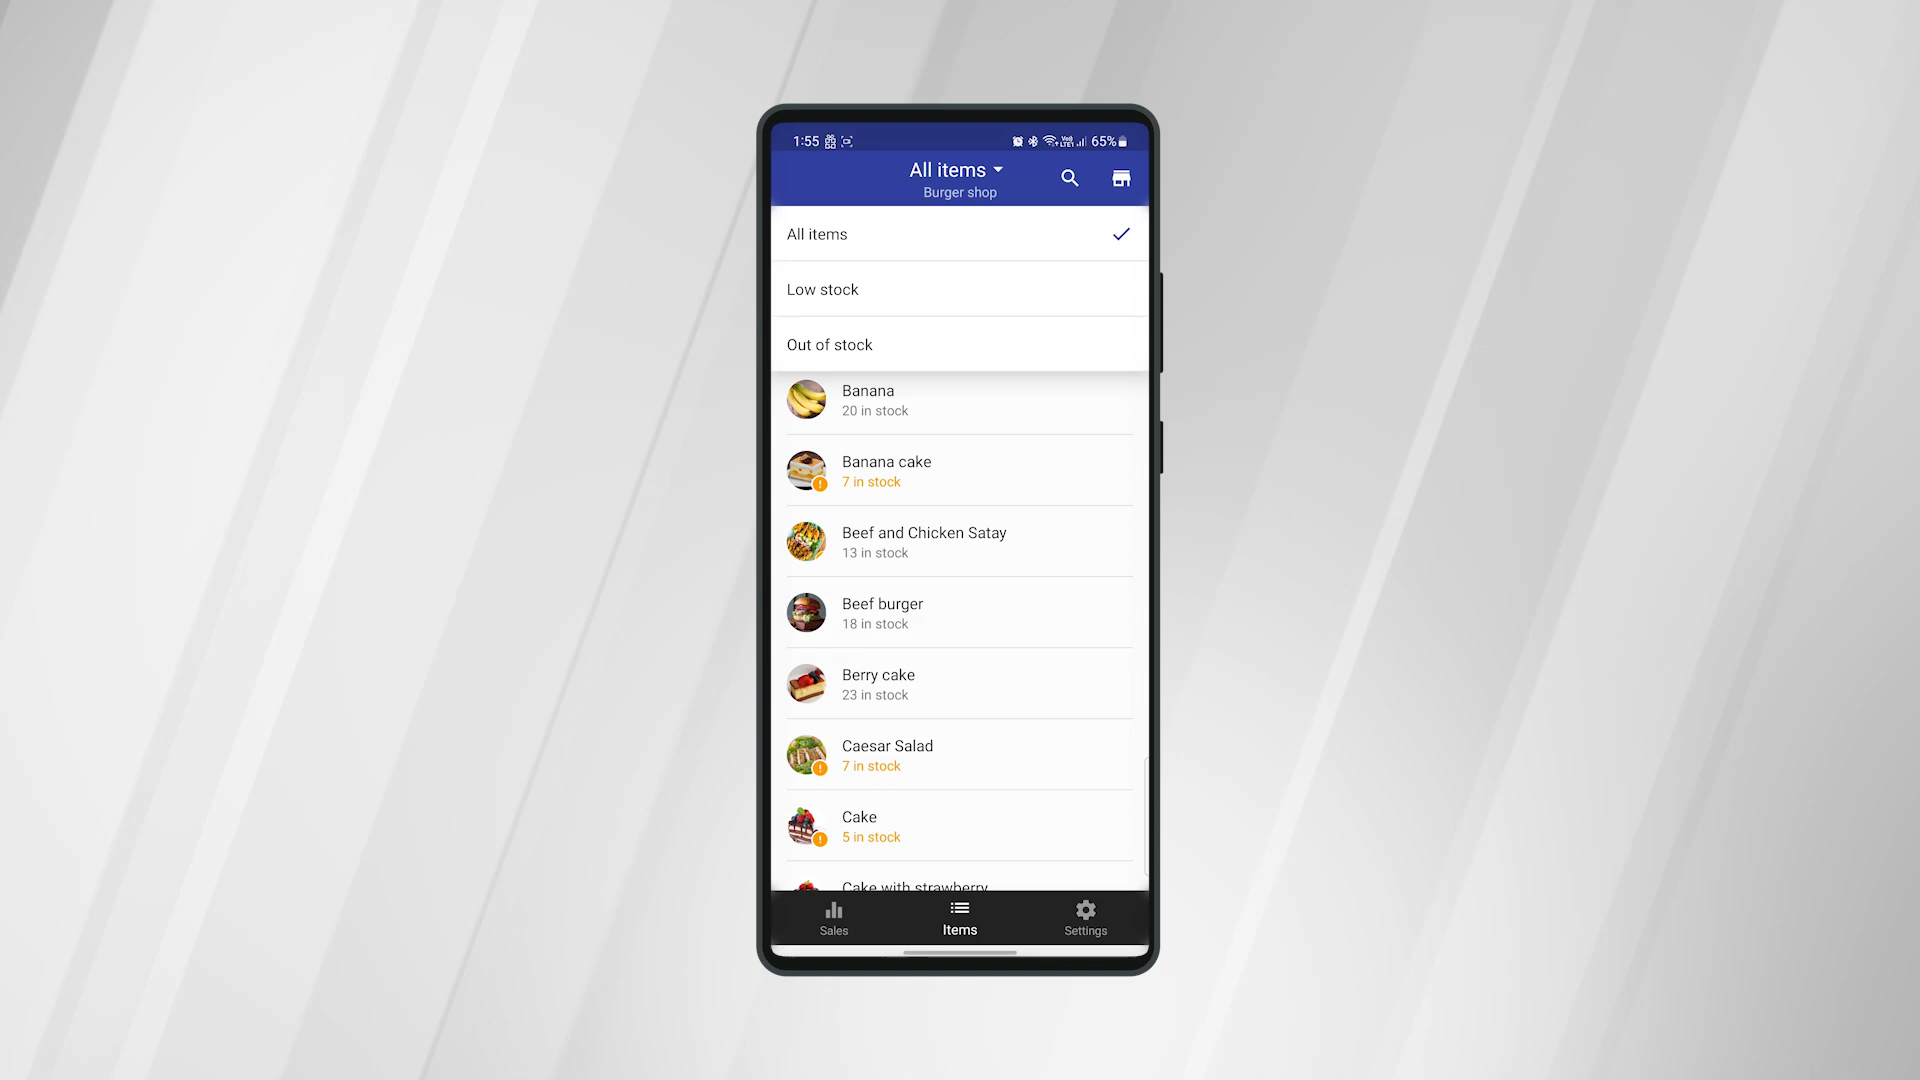 1:55
65%
All items
Burger shop
All items
Low stock
Out of stock
Banana
20 in stock
Banana cake
7 in stock
Beef and Chicken Satay
13 in stock
Beef burger
18 in stock
Berry cake
23 in stock
Caesar Salad
7 in stock
Cake
5 in stock
Cake with strawberry
Sales
Items
Settings